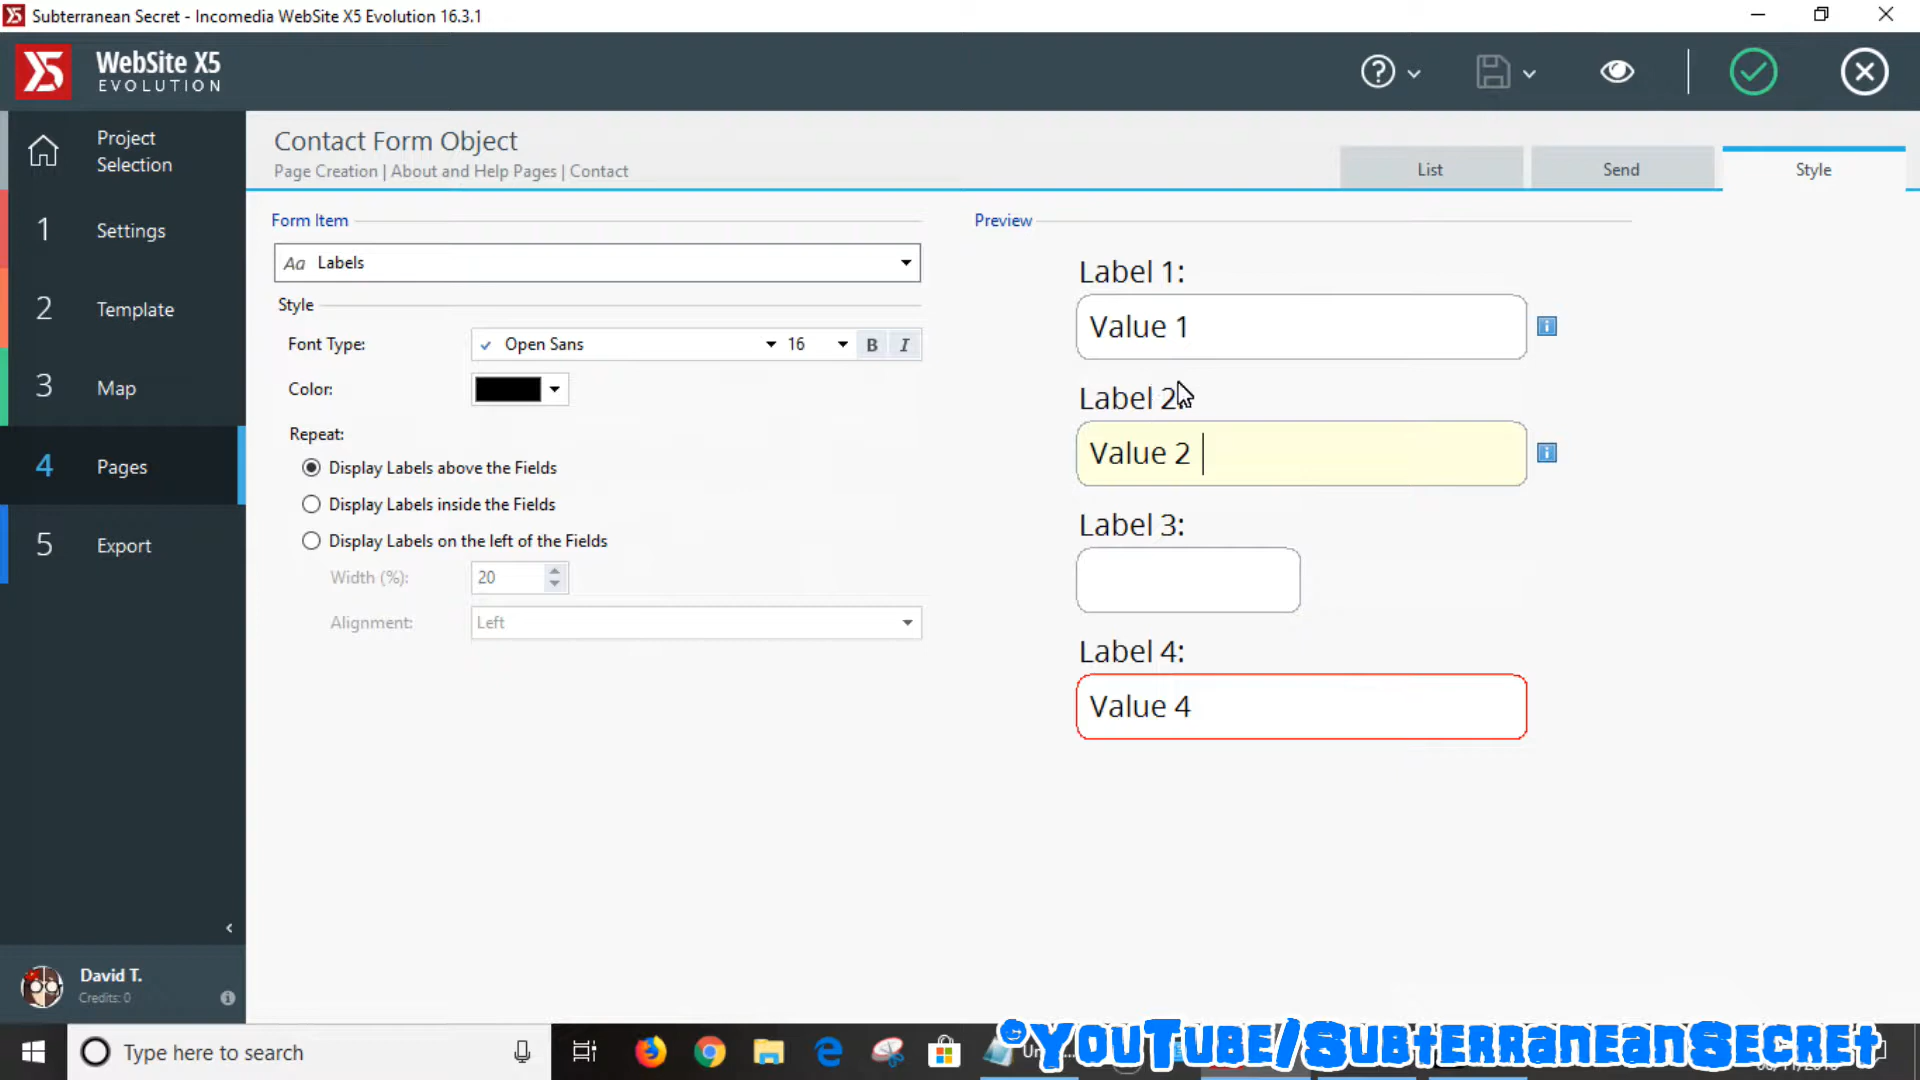 Subterranean Secret - Incomedia WebSite X5 Evolution 16.3.1
WebSite X5
EVOLUTION
Project
Selection
1 Settings
2 Template
3 Map
4 Pages
5 Export
David T.
Credits: 0
Contact Form Object
Page Creation | About and Help Pages | Contact
List
Send
Style
Form Item
Aa Labels
Style
Font Type:
Open Sans
16
B
I
Color:
Repeat:
Display Labels above the Fields
Display Labels inside the Fields
Display Labels on the left of the Fields
Width (%):
20
Alignment:
Left
Preview
Label 1:
Value 1
Label 2
Value 2
Label 3:
Label 4:
Value 4
Type here to search
©YouTube/SubterraneanSecret